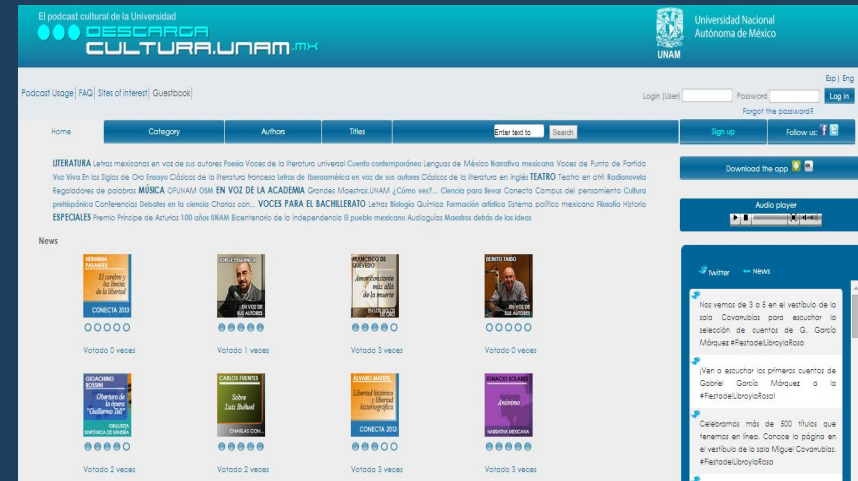 El podcast cultural de la Universidad
DESCARGA
CULTURA.UNAM.MX
UNAM
Universidad Nacional
Autónoma de México
Esp | Eng
Podcast Usage | FAQ | Sites of interest | Guestbook |
Login (User) Password Log in
Forgot the password?
Home Category Authors Titles Enter text to Search Sign up Follow us:
LITERATURA Letras mexicanas en voz de sus autores Poesía Voces de la literatura universal Cuento contemporáneo Lenguas de México Narrativa mexicana Voces de Punto de Partida
Voz Viva En los Siglos de Oro Ensayo Clásicos de la literatura francesa Letras de Iberoamérica en voz de sus autores Clásicos de la literatura en inglés TEATRO Teatro en atril Radionovela
Regaladores de palabras MÚSICA OFUNAM OSM EN VOZ DE LA ACADEMIA Grandes Maestros.UNAM ¿Cómo ves?... Ciencia para llevar Conecta Campus del pensamiento Cultura
prehispánica Conferencias Debates en la ciencia Charlas con... VOCES PARA EL BACHILLERATO Letras Biología Química Formación artística Sistema político mexicano Filosofía Historia
ESPECIALES Premio Príncipe de Asturias 100 años UNAM Bicentenario de la Independencia El pueblo mexicano Audioguías Maestros detrás de las ideas
Download the app
Audio player
News
HERMINIA
PASANTES
El cerebro y
los límites
de la libertad
CONECTA 2013
Votado 0 veces
JORGE ESQUINCA
EN VOZ DE
SUS AUTORES
Votado 1 veces
FRANCISCO DE
QUEVEDO
Amor constante
más allá
de la muerte
EN LOS SIGLOS
DE ORO
Votado 3 veces
BENITO TAIBO
EN VOZ DE
SUS AUTORES
Votado 0 veces
GIOACHINO
ROSSINI
Obertura de
la ópera
"Guillermo Tell"
ORQUESTA
SINFÓNICA DE MINERÍA
Votado 2 veces
CARLOS FUENTES
Sobre
Luis Buñuel
CHARLAS CON...
Votado 2 veces
ÁLVARO MATUTE
Libertad histórica
y libertad
historiográfica
CONECTA 2013
Votado 3 veces
IGNACIO SOLARES
Anónimo
NARRATIVA MEXICANA
Votado 3 veces
Twitter News
Nos vemos de 3 a 5 en el vestíbulo de la
sala Covarrubias para escuchar la
selección de cuentos de G. García
Márquez #FiestadelLibroylaRosa
¡Ven a escuchar los primeros cuentos de
Gabriel García Márquez a la
#FiestadelLibroylaRosa!
Celebramos más de 500 títulos que
tenemos en línea. Conoce la página en
el vestíbulo de la sala Miguel Covarrubias.
#FiestadelLibroylaRosa